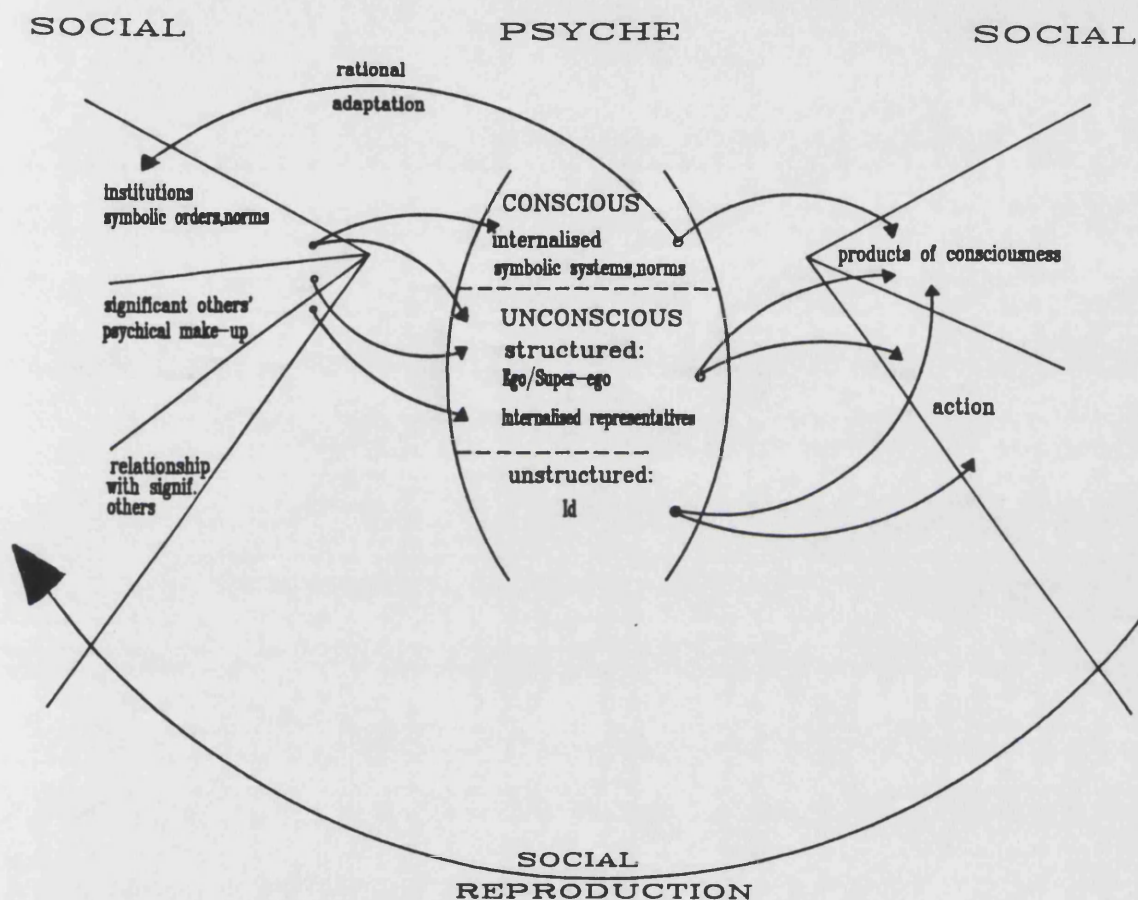 SOCIAL
PSYCHE
SOCIAL
rational
adaptation
institutions
symbolic orders,norms
significant others'
psychical make-up
relationship
with signif.
others
CONSCIOUS
internalised
symbolic systems,norms
UNCONSCIOUS
structured:
Ego/Super-ego
Internalised representatives
unstructured:
Id
products of consciousness
action
SOCIAL
REPRODUCTION